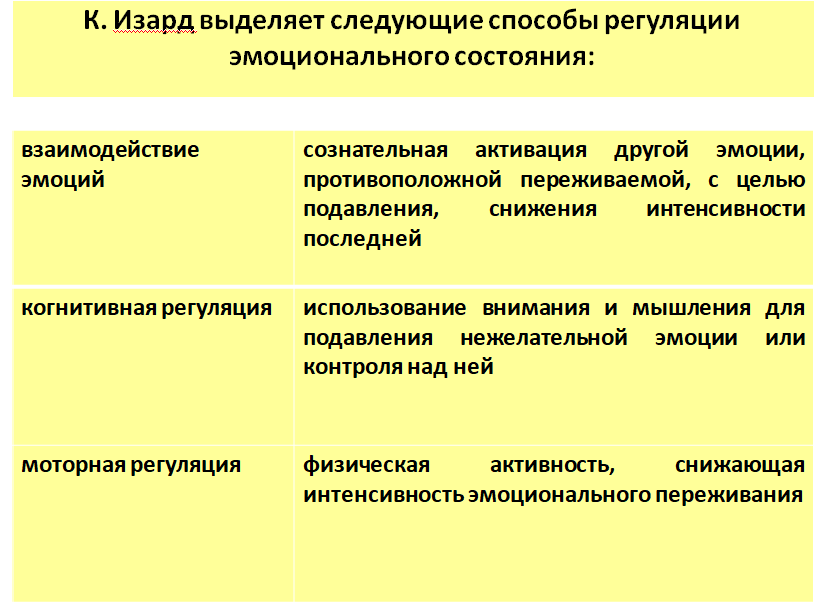 К. Изард выделяет следующие способы регуляции
эмоционального состояния:
взаимодействие
эмоций
сознательная активация другой эмоции,
противоположной переживаемой, с целью
подавления, снижения интенсивности
последней
когнитивная регуляция
использование внимания и мышления для
подавления нежелательной эмоции или
контроля над ней
моторная регуляция
физическая активность, снижающая
интенсивность эмоционального переживания